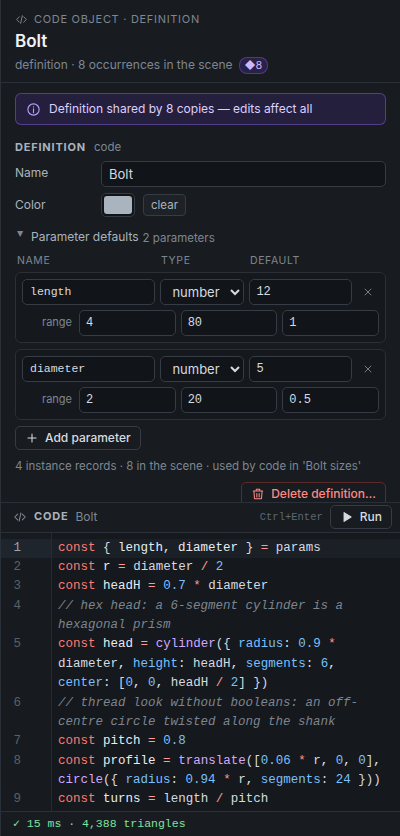 CODE OBJECT · DEFINITION
Bolt
definition · 8 occurrences in the scene ◆8
Definition shared by 8 copies — edits affect all
DEFINITION code
Name Bolt
Color clear
Parameter defaults 2 parameters
NAME TYPE DEFAULT
length number 12 ×
range 4 80 1
diameter number 5 ×
range 2 20 0.5
+ Add parameter
4 instance records · 8 in the scene · used by code in 'Bolt sizes'
Delete definition...
CODE Bolt Ctrl+Enter Run
1 const { length, diameter } = params
2 const r = diameter / 2
3 const headH = 0.7 * diameter
4 // hex head: a 6-segment cylinder is a
hexagonal prism
5 const head = cylinder({ radius: 0.9 *
diameter, height: headH, segments: 6,
center: [0, 0, headH / 2] })
6 // thread look without booleans: an off-
centre circle twisted along the shank
7 const pitch = 0.8
8 const profile = translate([0.06 * r, 0, 0],
circle({ radius: 0.94 * r, segments: 24 }))
9 const turns = length / pitch
✓ 15 ms · 4,388 triangles